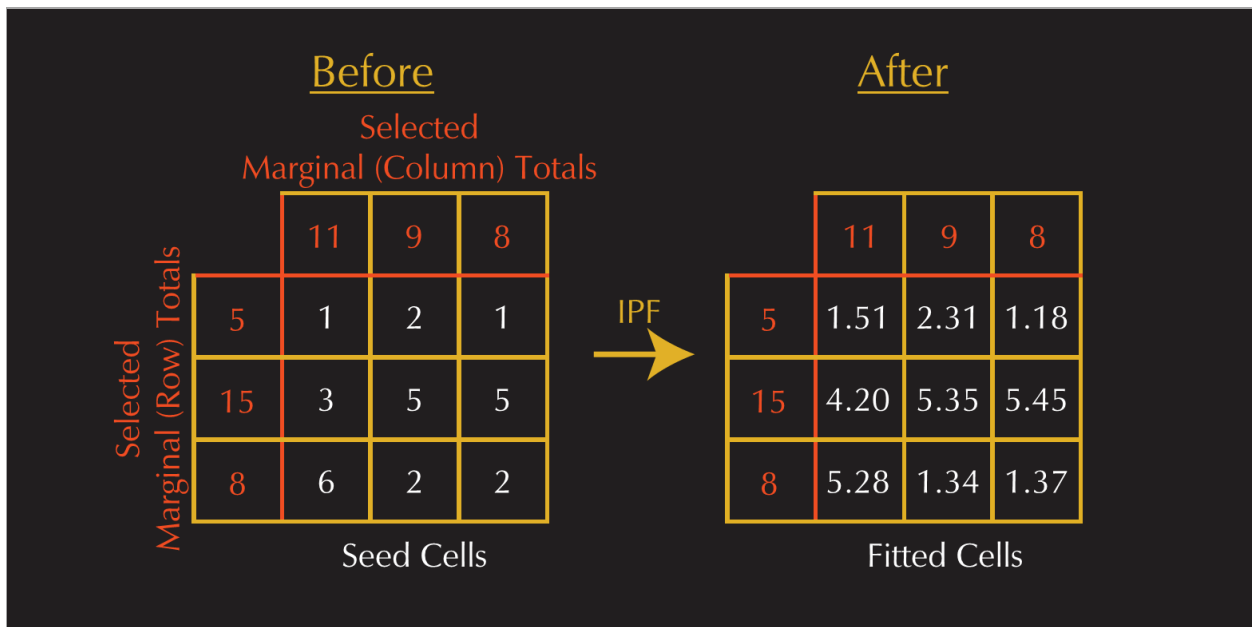 Before
Selected
Marginal (Column) Totals
Selected
Marginal (Row) Totals
11 9 8
5 1 2 1
15 3 5 5
8 6 2 2
Seed Cells
IPF
After
11 9 8
5 1.51 2.31 1.18
15 4.20 5.35 5.45
8 5.28 1.34 1.37
Fitted Cells